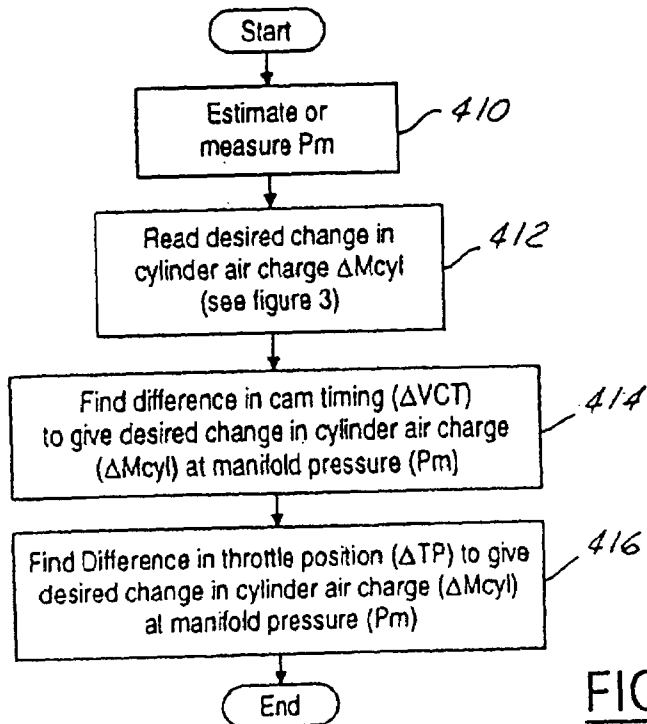 Start
Estimate or
measure Pm
410
Read desired change in
cylinder air charge ΔMcyl
(see figure 3)
412
Find difference in cam timing (ΔVCT)
to give desired change in cylinder air charge
(ΔMcyl) at manifold pressure (Pm)
414
Find Difference in throttle position (ΔTP) to give
desired change in cylinder air charge (ΔMcyl)
at manifold pressure (Pm)
416
End
FIG